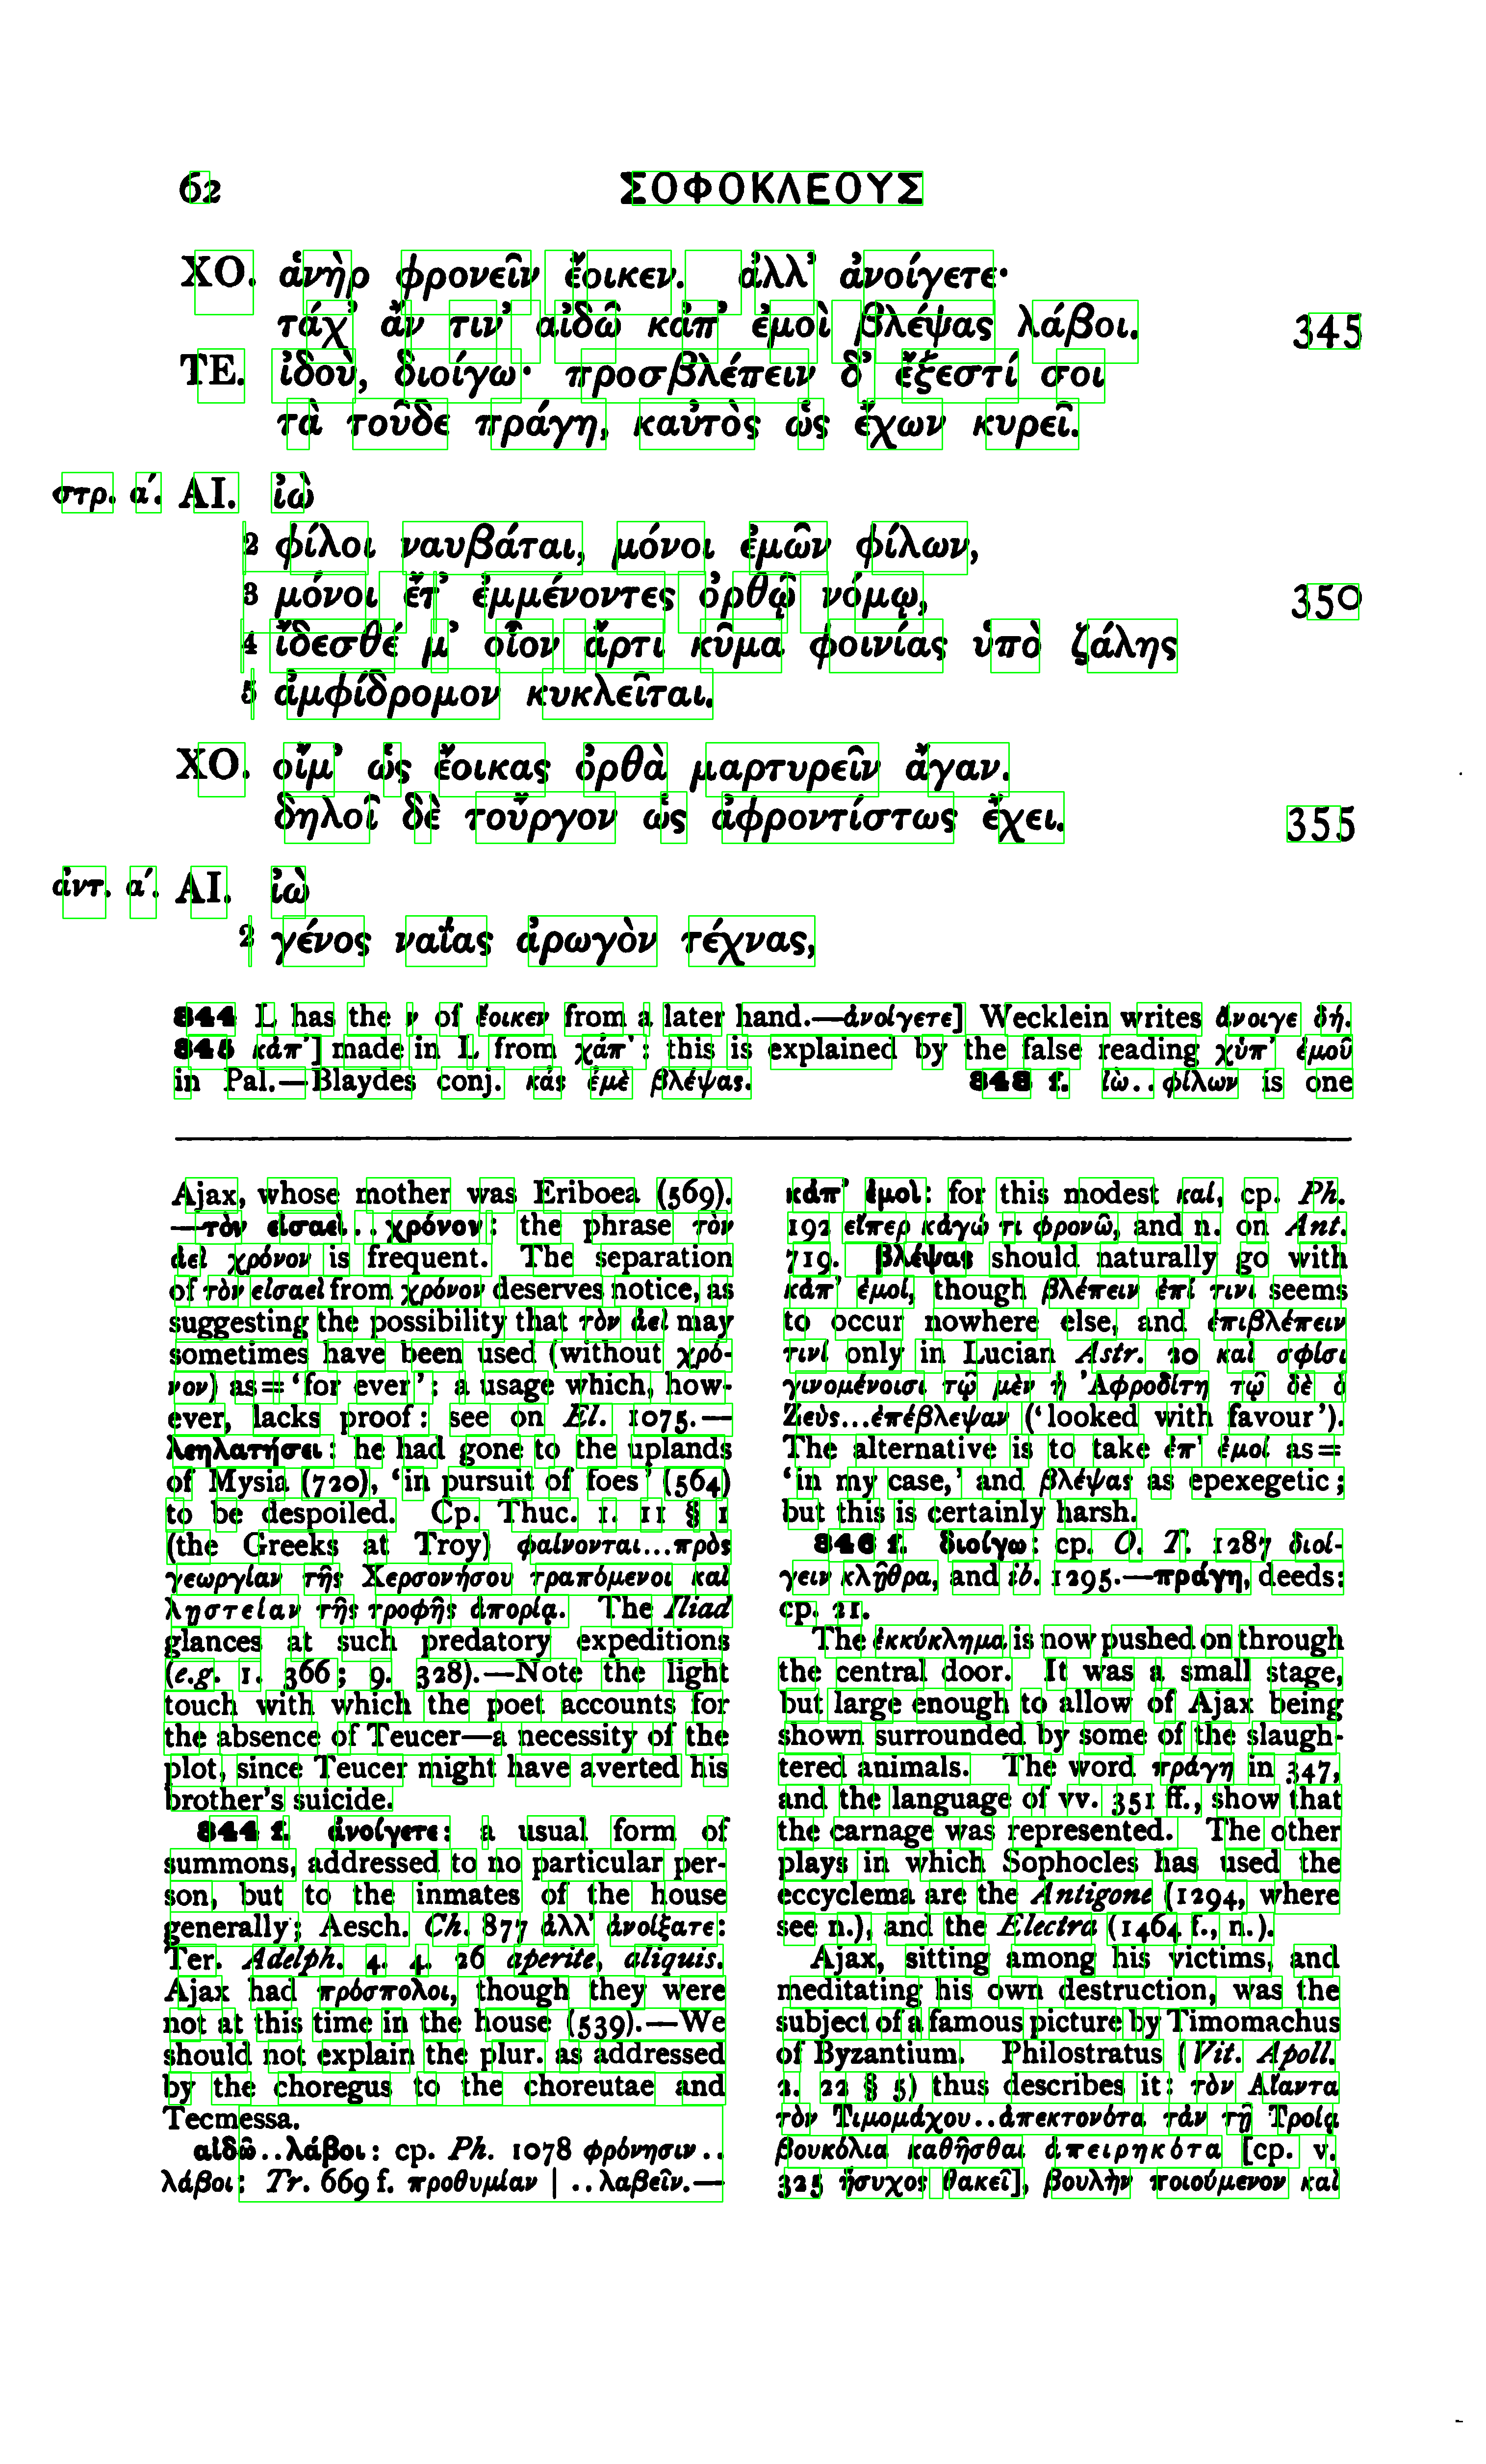 62 ΣΟΦΟΚΛΕΟΥΣ
ΧΟ. ἁνὴρ φρονεῖν ἔοικεν. ἀλλ’ ἀνοίγετε·
τάχ’ ἄν τιν’ αἰδῶ κἀπ’ ἐμοὶ βλέψας λάβοι. 345
ΤΕ. ἰδού, διοίγω· προσβλέπειν δ’ ἔξεστί σοι
τὰ τοῦδε πράγη, καὐτὸς ὡς ἔχων κυρεῖ.
στρ. α΄. ΑΙ. ἰὼ
2 φίλοι ναυβάται, μόνοι ἐμῶν φίλων,
3 μόνοι ἔτ’ ἐμμένοντες ὀρθῷ νόμῳ, 350
4 ἴδεσθέ μ’ οἷον ἄρτι κῦμα φοινίας ὑπὸ ζάλης
5 ἀμφίδρομον κυκλεῖται.
ΧΟ. οἴμ’ ὡς ἔοικας ὀρθὰ μαρτυρεῖν ἄγαν.
δηλοῖ δὲ τοὖργον ὡς ἀφροντίστως ἔχει. 355
ἀντ. α΄. ΑΙ. ἰὼ
2 γένος ναΐας ἀρωγὸν τέχνας,
344 L has the ν of ἔοικεν from a later hand.—ἀνοίγετε] Wecklein writes ἄνοιγε δή.
345 κἀπ’] made in L from χἀπ’: this is explained by the false reading χὐπ’ ἐμοῦ
in Pal.—Blaydes conj. κἀς ἐμὲ βλέψας. 348 f. ἰὼ.. φίλων is one
Ajax, whose mother was Eriboea (569).
—τὸν εἰσαεὶ.. χρόνον: the phrase τὸν
ἀεὶ χρόνον is frequent. The separation
of τὸν εἰσαεὶ from χρόνον deserves notice, as
suggesting the possibility that τὸν ἀεὶ may
sometimes have been used (without χρό-
νον) as = ‘for ever’: a usage which, how-
ever, lacks proof: see on El. 1075.—
λεηλατήσει: he had gone to the uplands
of Mysia (720), ‘in pursuit of foes’ (564)
to be despoiled. Cp. Thuc. 1. 11 § 1
(the Greeks at Troy) φαίνονται...πρὸς
γεωργίαν τῆς Χερσονήσου τραπόμενοι καὶ
λῃστείαν τῆς τροφῆς ἀπορίᾳ. The Iliad
glances at such predatory expeditions
(e.g. 1. 366; 9. 328).—Note the light
touch with which the poet accounts for
the absence of Teucer—a necessity of the
plot, since Teucer might have averted his
brother's suicide.
344 f. ἀνοίγετε: a usual form of
summons, addressed to no particular per-
son, but to the inmates of the house
generally; Aesch. Ch. 877 ἀλλ’ ἀνοίξατε:
Ter. Adelph. 4. 4. 26 aperite, aliquis.
Ajax had πρόσπολοι, though they were
not at this time in the house (539).—We
should not explain the plur. as addressed
by the choregus to the choreutae and
Tecmessa.
αἰδῶ..λάβοι: cp. Ph. 1078 φρόνησιν..
λάβοι: Tr. 669 f. προθυμίαν | ..λαβεῖν.—
κἀπ’ ἐμοὶ: for this modest καί, cp. Ph.
192 εἴπερ κἀγώ τι φρονῶ, and n. on Ant.
719. βλέψας should naturally go with
κἀπ’ ἐμοί, though βλέπειν ἐπί τινι seems
to occur nowhere else, and ἐπιβλέπειν
τινί only in Lucian Astr. 20 καὶ σφίσι
γινομένοισι τῷ μὲν ἡ Ἀφροδίτη τῷ δὲ ὁ
Ζεὺς...ἐπέβλεψαν (‘looked with favour’).
The alternative is to take ἐπ’ ἐμοὶ as =
‘in my case,’ and βλέψας as epexegetic;
but this is certainly harsh.
346 f. διοίγω: cp. O. T. 1287 διοί-
γειν κλῇθρα, and ib. 1295.—πράγη, deeds:
cp. 21.
The ἐκκύκλημα is now pushed on through
the central door. It was a small stage,
but large enough to allow of Ajax being
shown surrounded by some of the slaugh-
tered animals. The word πράγη in 347,
and the language of vv. 351 ff., show that
the carnage was represented. The other
plays in which Sophocles has used the
eccyclema are the Antigone (1294, where
see n.), and the Electra (1464 f., n.).
Ajax, sitting among his victims, and
meditating his own destruction, was the
subject of a famous picture by Timomachus
of Byzantium. Philostratus (Vit. Apoll.
2. 22 § 5) thus describes it: τὸν Αἴαντα
τὸν Τιμομάχου..ἀπεκτονότα τὰν τῇ Τροίᾳ
βουκόλια καθῆσθαι ἀπειρηκότα [cp. v.
325 ἥσυχος θακεῖ], βουλὴν ποιούμενον καὶ